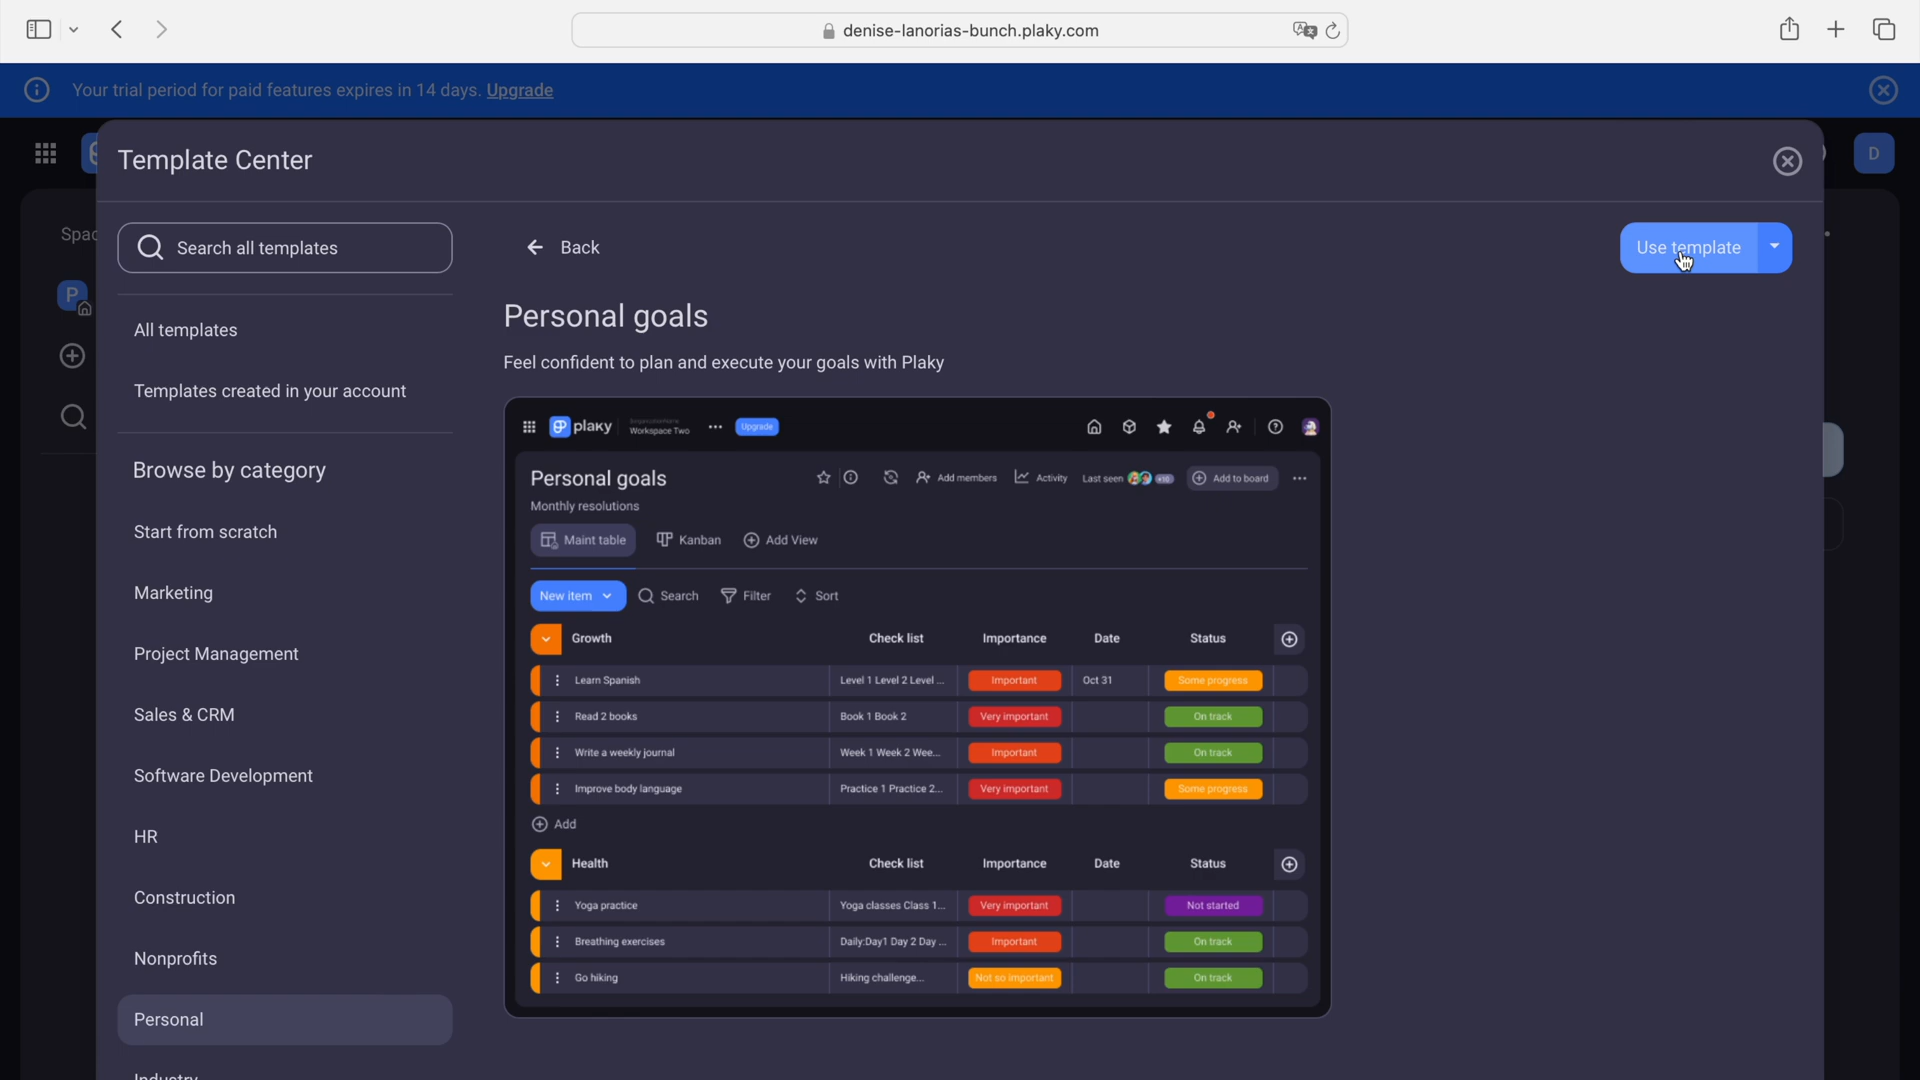 denise-lanorias-bunch.plaky.com
Your trial period for paid features expires in 14 days. Upgrade
Template Center
D
Spac
Search all templates
Back
Use template
P
All templates
Templates created in your account
Browse by category
Start from scratch
Marketing
Project Management
Sales & CRM
Software Development
HR
Construction
Nonprofits
Personal
Industry
Personal goals
Feel confident to plan and execute your goals with Plaky
plaky Workspace Two Upgrade
Personal goals Add members Activity Last seen +10 Add to board
Monthly resolutions
Maint table Kanban Add View
New item Search Filter Sort
Growth Check list Importance Date Status
Learn Spanish Level 1 Level 2 Level ... Important Oct 31 Some progress
Read 2 books Book 1 Book 2 Very important On track
Write a weekly journal Week 1 Week 2 Wee... Important On track
Improve body language Practice 1 Practice 2... Very important Some progress
Add
Health Check list Importance Date Status
Yoga practice Yoga classes Class 1... Very important Not started
Breathing exercises Daily:Day1 Day 2 Day ... Important On track
Go hiking Hiking challenge... Not so important On track